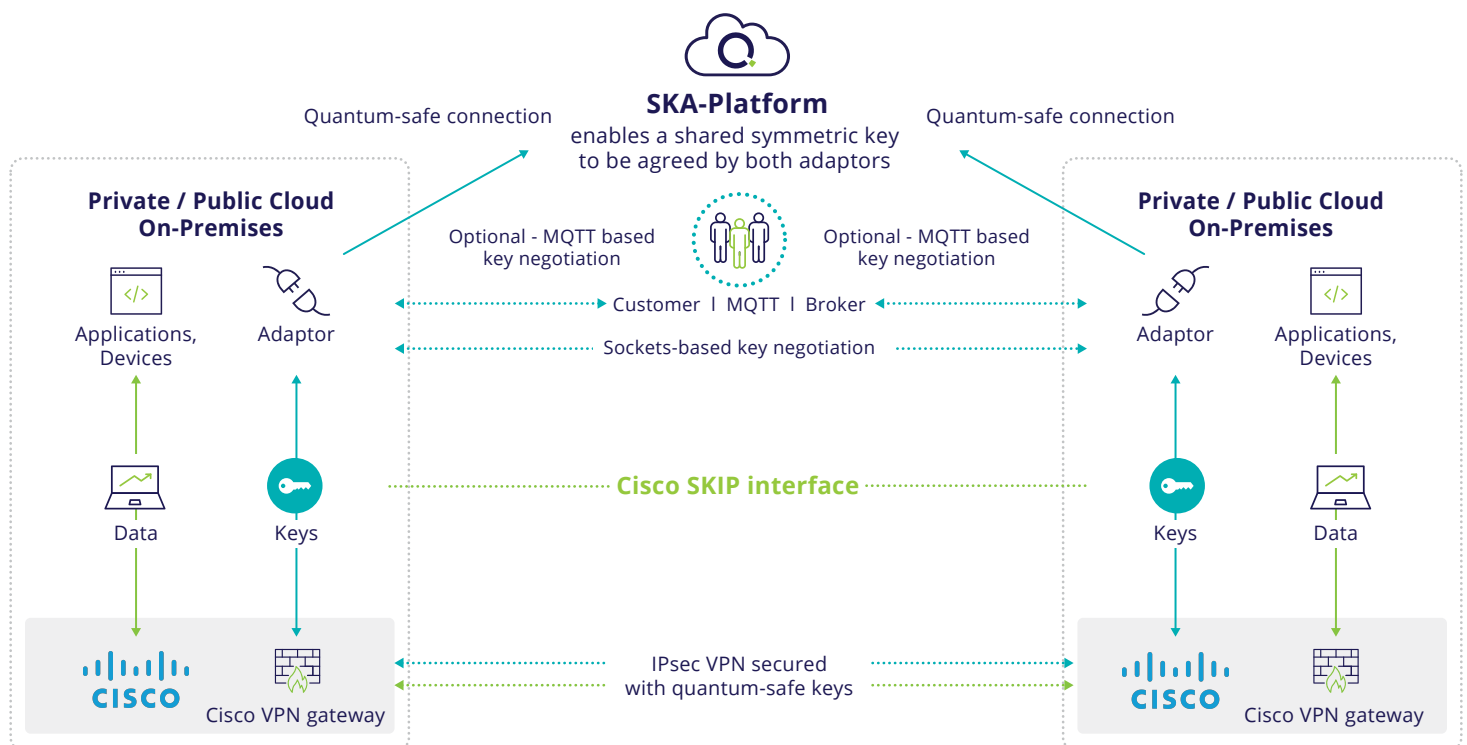 Q
SKA-Platform
enables a shared symmetric key
to be agreed by both adaptors
Quantum-safe connection
Quantum-safe connection
Private / Public Cloud
On-Premises
Private / Public Cloud
On-Premises
Optional - MQTT based
key negotiation
Optional - MQTT based
key negotiation
</>
Applications,
Devices
Adaptor
Customer I MQTT I Broker
Sockets-based key negotiation
Adaptor
</>
Applications,
Devices
Data
Keys
Cisco SKIP interface
Keys
Data
CISCO
Cisco VPN gateway
IPsec VPN secured
with quantum-safe keys
CISCO
Cisco VPN gateway